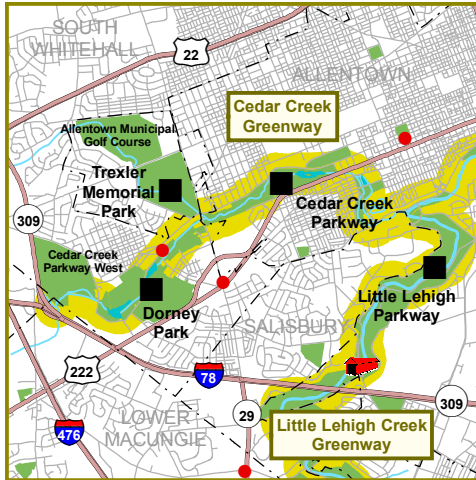 SOUTH
WHITEHALL
22
ALLENTOWN
Cedar Creek
Greenway
Allentown Municipal
Golf Course
Trexler
Memorial
Park
309
Cedar Creek
Parkway
Cedar Creek
Parkway West
Little Lehigh
Parkway
Dorney
Park
SALISBURY
222
78
309
LOWER
MACUNGIE
29
476
Little Lehigh Creek
Greenway